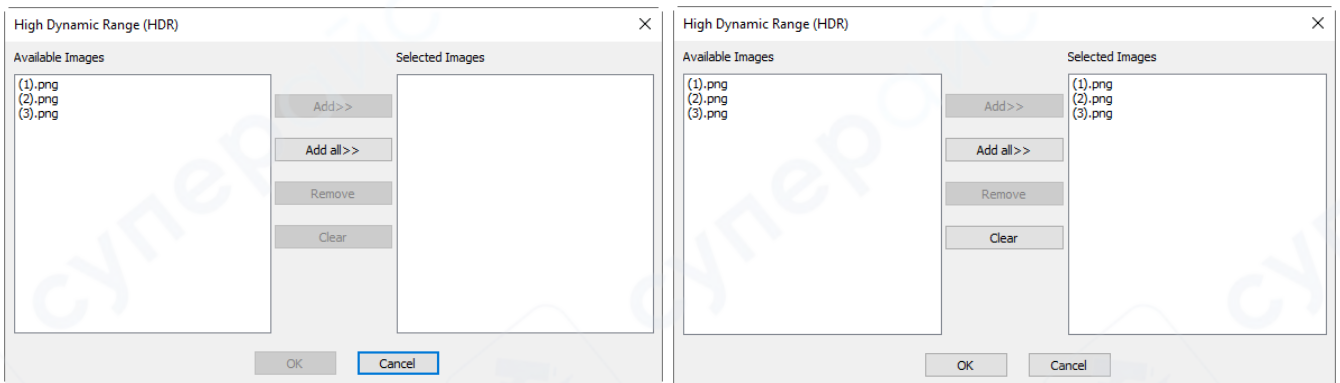 High Dynamic Range (HDR)
Available Images
Selected Images
(1).png
(2).png
(3).png
Add>>
Add all>>
Remove
Clear
OK
Cancel
High Dynamic Range (HDR)
Available Images
Selected Images
(1).png
(2).png
(3).png
Add>>
Add all>>
Remove
Clear
(1).png
(2).png
(3).png
OK
Cancel
суперайс